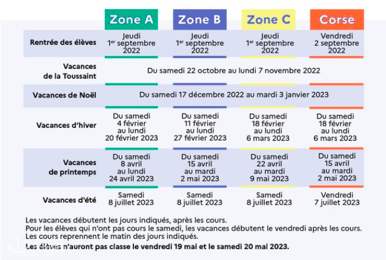 Zone A Zone B Zone C Corse
Rentrée des élèves
Jeudi
1er septembre
2022
Jeudi
1er septembre
2022
Jeudi
1er septembre
2022
Vendredi
2 septembre
2022
Vacances
de la Toussaint
Du samedi 22 octobre au lundi 7 novembre 2022
Vacances de Noël
Du samedi 17 décembre 2022 au mardi 3 janvier 2023
Vacances d'hiver
Du samedi
4 février
au lundi
20 février 2023
Du samedi
11 février
au lundi
27 février 2023
Du samedi
18 février
au lundi
6 mars 2023
Du samedi
18 février
au lundi
6 mars 2023
Vacances
de printemps
Du samedi
8 avril
au lundi
24 avril 2023
Du samedi
15 avril
au mardi
2 mai 2023
Du samedi
22 avril
au mardi
9 mai 2023
Du samedi
15 avril
au mardi
2 mai 2023
Vacances d'été
Samedi
8 juillet 2023
Samedi
8 juillet 2023
Samedi
8 juillet 2023
Vendredi
7 juillet 2023
Les vacances débutent les jours indiqués, après les cours.
Pour les élèves qui n'ont pas cours le samedi, les vacances débutent le vendredi après les cours.
Les cours reprennent le matin des jours indiqués.
Les élèves n'auront pas classe le vendredi 19 mai et le samedi 20 mai 2023.